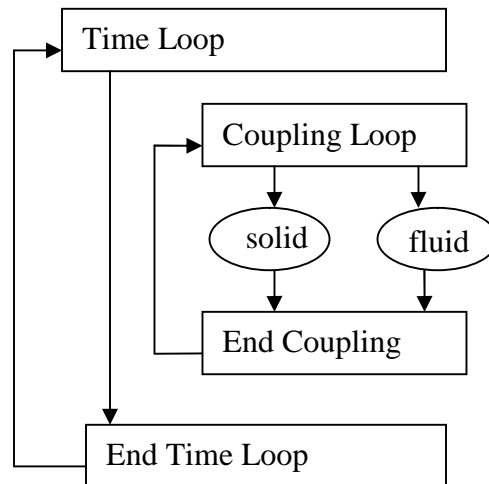 Time Loop
Coupling Loop
solid
fluid
End Coupling
End Time Loop